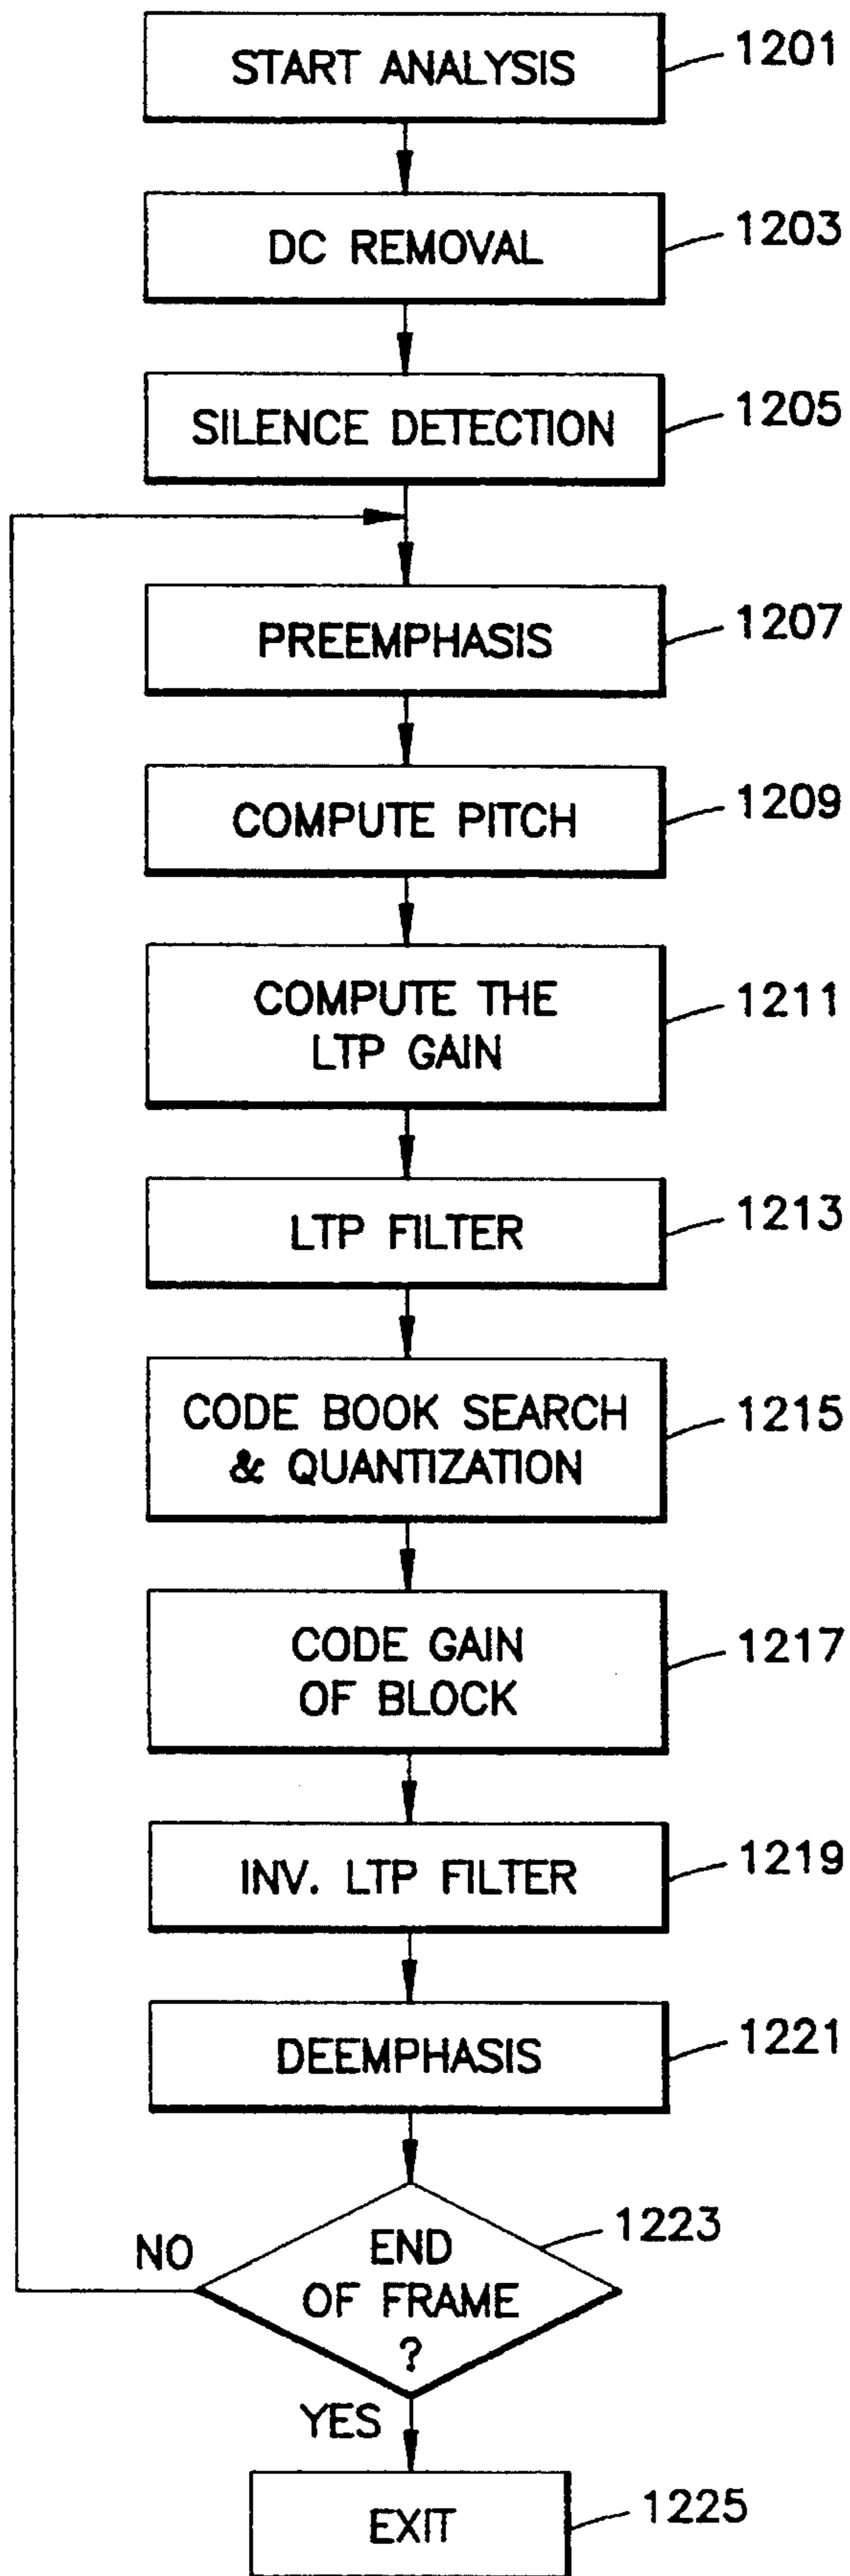 START ANALYSIS
1201
DC REMOVAL
1203
SILENCE DETECTION
1205
PREEMPHASIS
1207
COMPUTE PITCH
1209
COMPUTE THE
LTP GAIN
1211
LTP FILTER
1213
CODE BOOK SEARCH
& QUANTIZATION
1215
CODE GAIN
OF BLOCK
1217
INV. LTP FILTER
1219
DEEMPHASIS
1221
END
OF FRAME
?
1223
NO
YES
EXIT
1225